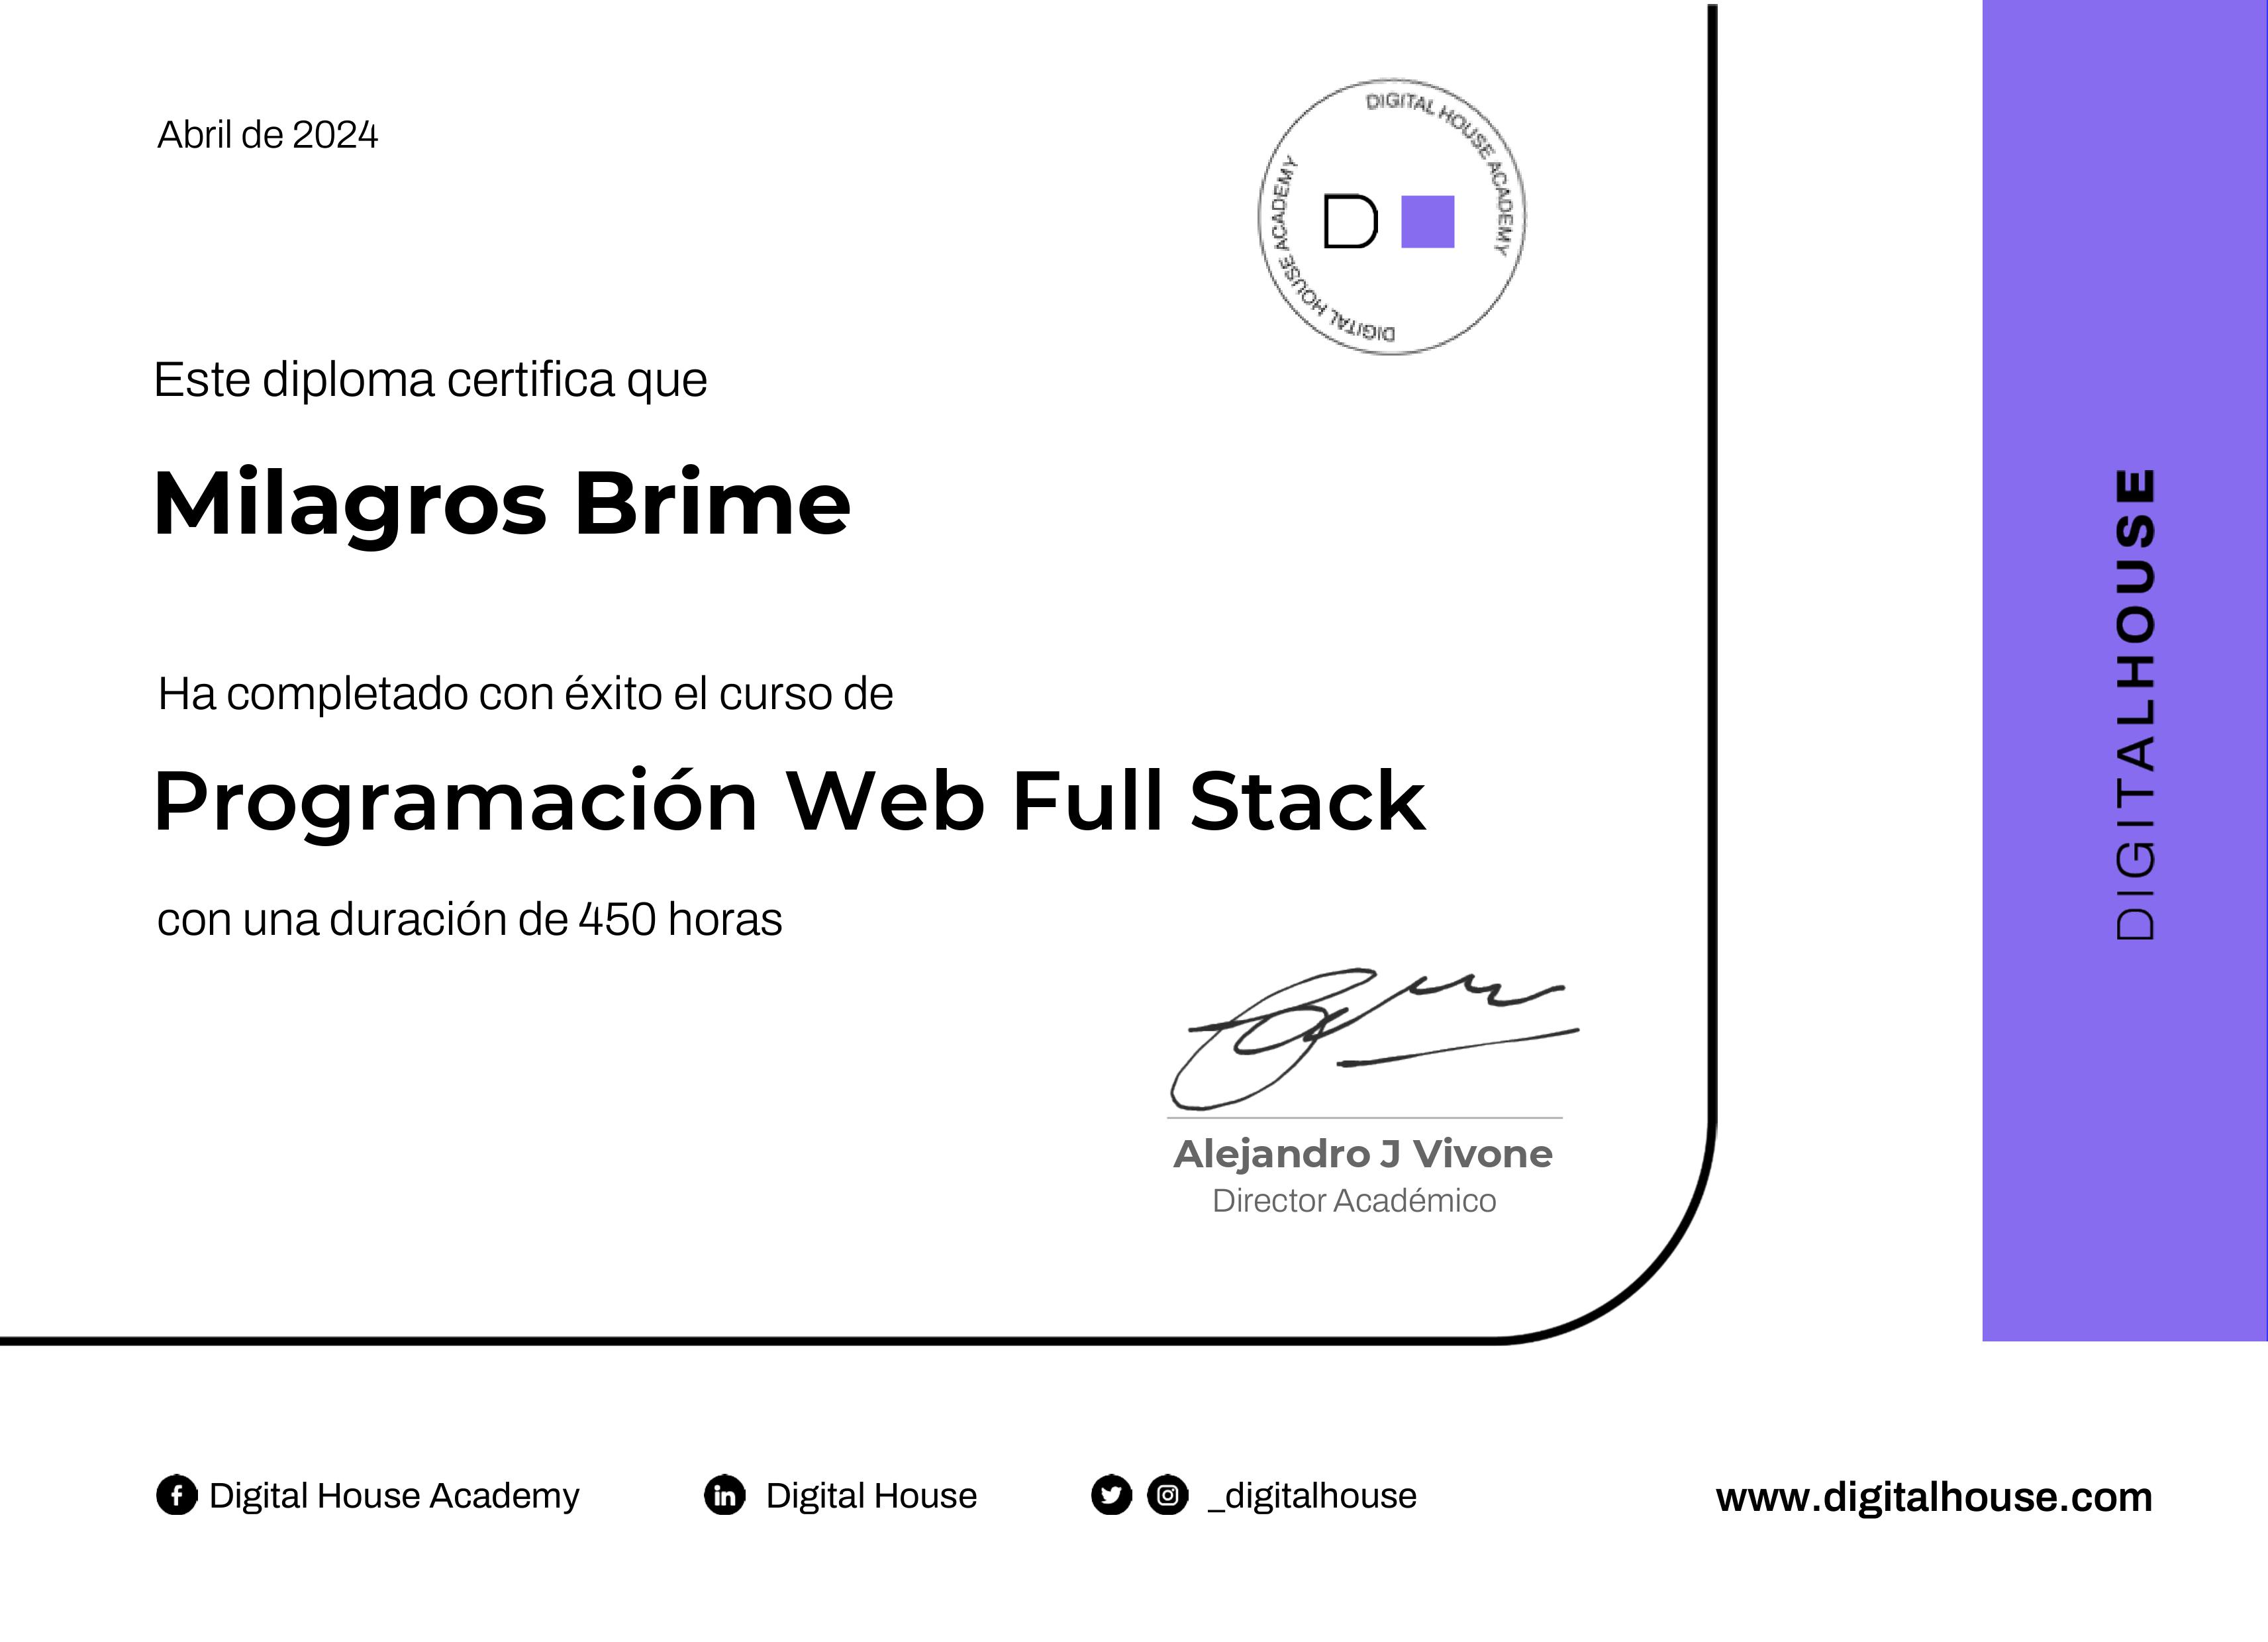 Abril de 2024
DIGITAL HOUSE ACADEMY
DIGITAL HOUSE ACADEMY
D
Este diploma certifica que
Milagros Brime
Ha completado con éxito el curso de
Programación Web Full Stack
con una duración de 450 horas
Alejandro J Vivone
Director Académico
DIGITALHOUSE
Digital House Academy
Digital House
_digitalhouse
www.digitalhouse.com